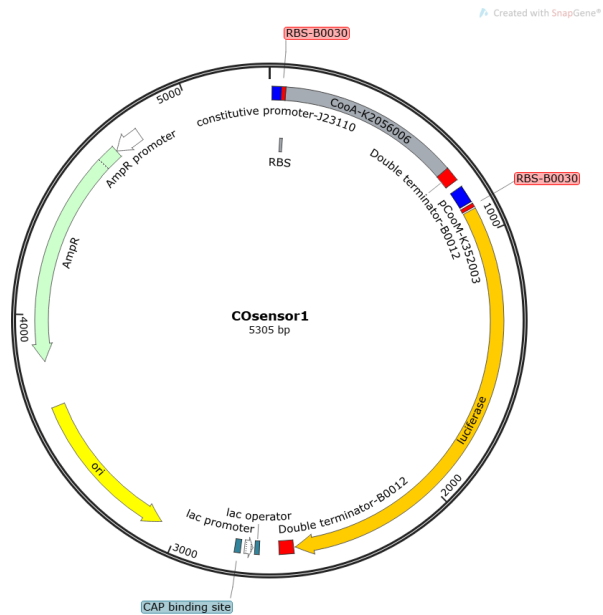 Created with SnapGene®
RBS-B0030
5000
constitutive promoter-J23110
CooA-K2056006
RBS
Double terminator-B0012
RBS-B0030
pCooM-K352003
1000
AmpR promoter
AmpR
4000
COsensor1
5305 bp
luciferase
2000
ori
Double terminator-B0012
lac operator
lac promoter
3000
CAP binding site